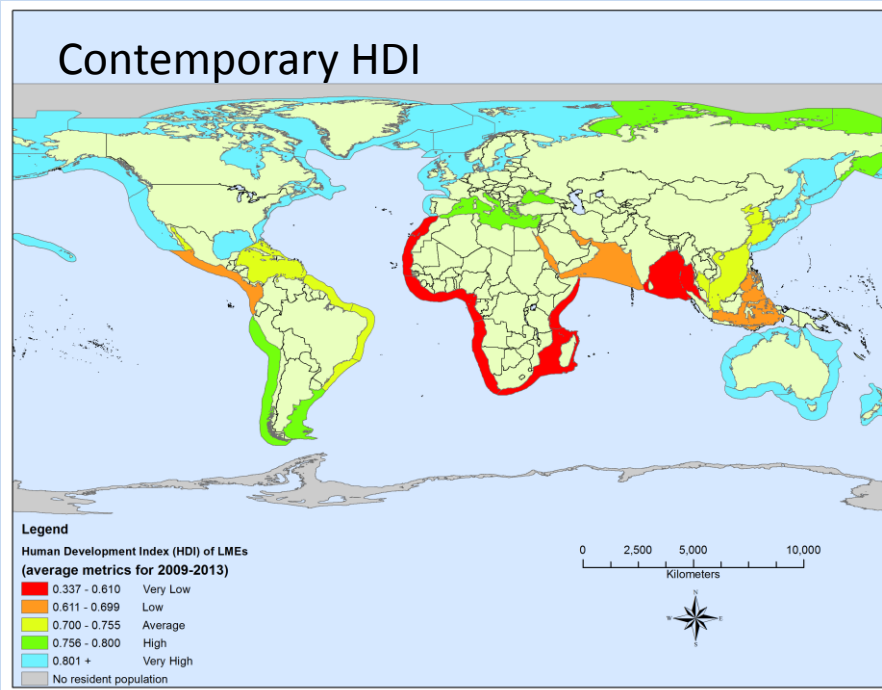 Contemporary HDI
Legend
Human Development Index (HDI) of LMEs
(average metrics for 2009-2013)
0.337 - 0.610 Very Low
0.611 - 0.699 Low
0.700 - 0.755 Average
0.756 - 0.800 High
0.801 + Very High
No resident population
0 2,500 5,000 10,000
Kilometers
N
W E
S